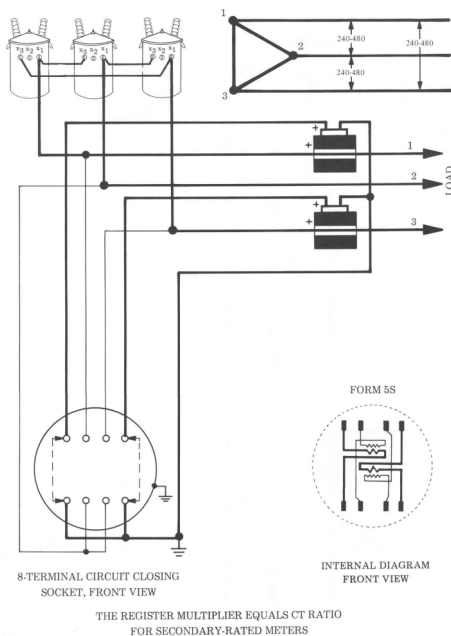 X3 X2 X1 X3 X2 X1 X3 X2 X1
1
2
3
240-480
240-480
240-480
+
+
1
2
+
+
3
LOAD
FORM 5S
8-TERMINAL CIRCUIT CLOSING
SOCKET, FRONT VIEW
INTERNAL DIAGRAM
FRONT VIEW
THE REGISTER MULTIPLIER EQUALS CT RATIO
FOR SECONDARY-RATED METERS